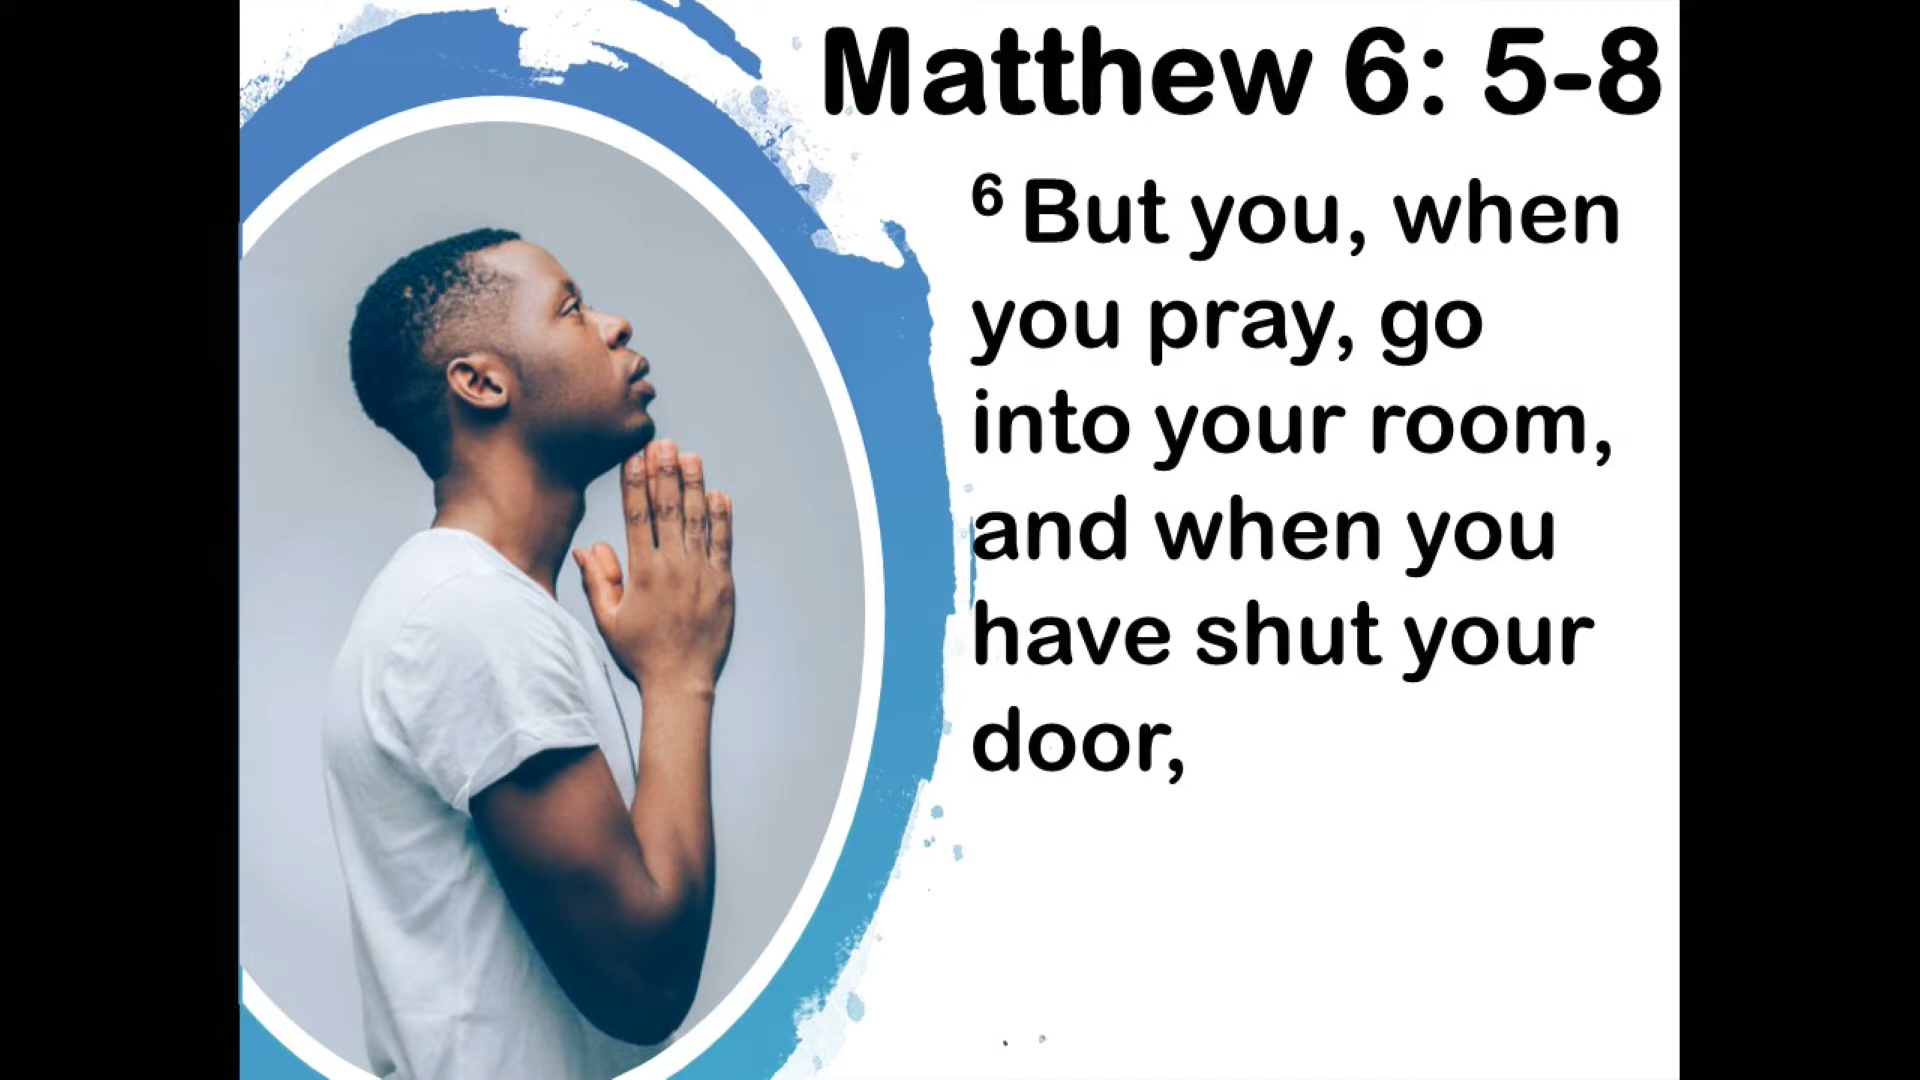 Matthew 6: 5-8
6 But you, when
you pray, go
into your room,
and when you
have shut your
door,